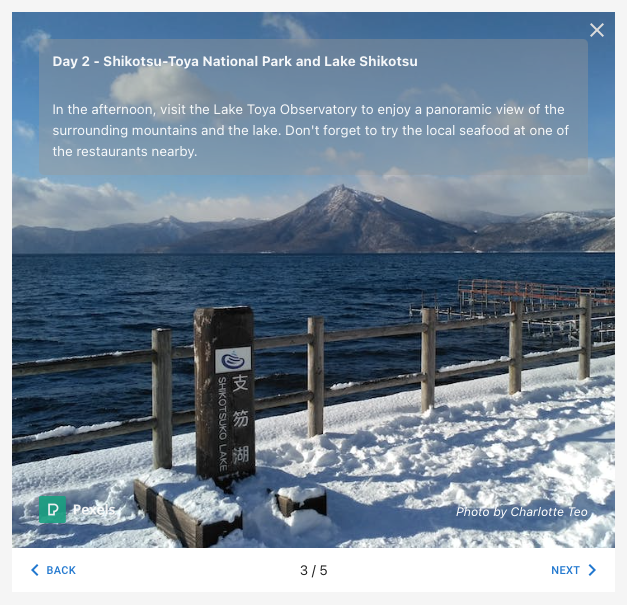 Day 2 - Shikotsu-Toya National Park and Lake Shikotsu
In the afternoon, visit the Lake Toya Observatory to enjoy a panoramic view of the
surrounding mountains and the lake. Don't forget to try the local seafood at one of
the restaurants nearby.
支笏湖
SHIKOTSUKO LAKE
Pexels
Photo by Charlotte Teo
BACK
3 / 5
NEXT